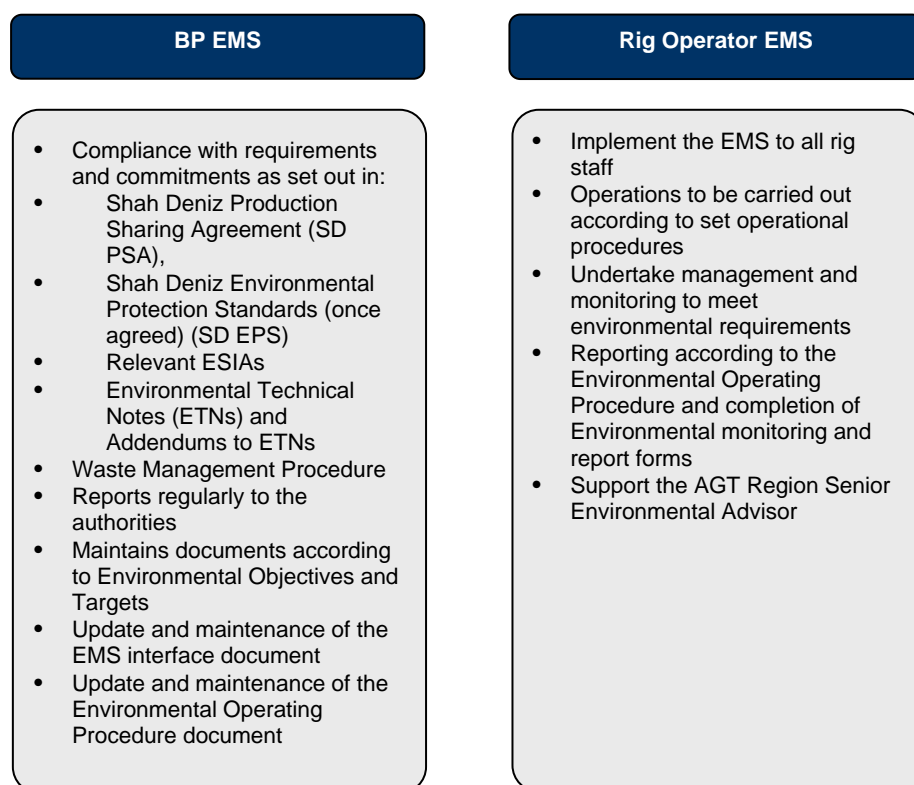 BP EMS
• Compliance with requirements
and commitments as set out in:
• Shah Deniz Production
Sharing Agreement (SD
PSA),
• Shah Deniz Environmental
Protection Standards (once
agreed) (SD EPS)
• Relevant ESIAs
• Environmental Technical
Notes (ETNs) and
Addendums to ETNs
• Waste Management Procedure
• Reports regularly to the
authorities
• Maintains documents according
to Environmental Objectives and
Targets
• Update and maintenance of the
EMS interface document
• Update and maintenance of the
Environmental Operating
Procedure document
Rig Operator EMS
• Implement the EMS to all rig
staff
• Operations to be carried out
according to set operational
procedures
• Undertake management and
monitoring to meet
environmental requirements
• Reporting according to the
Environmental Operating
Procedure and completion of
Environmental monitoring and
report forms
• Support the AGT Region Senior
Environmental Advisor